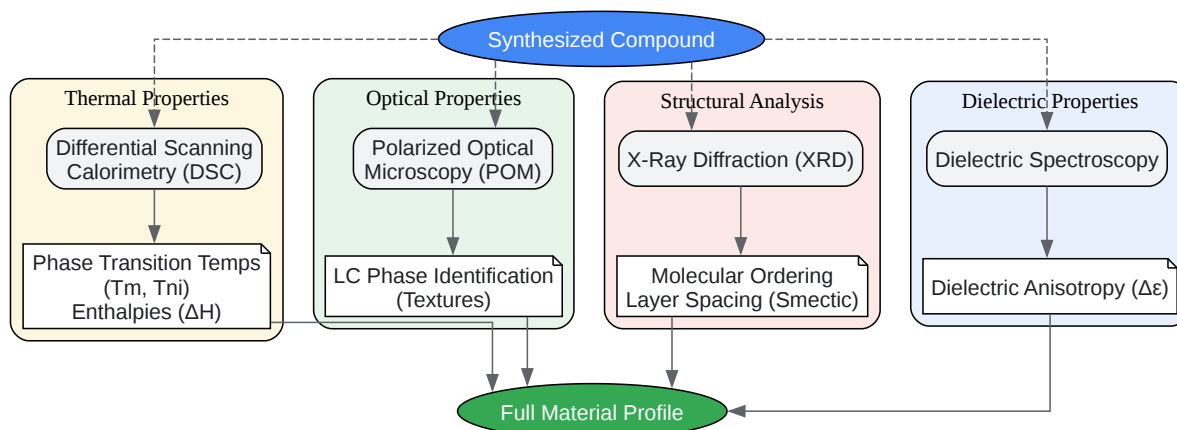 Synthesized Compound
Thermal Properties
Optical Properties
Structural Analysis
Dielectric Properties
Differential Scanning
Calorimetry (DSC)
Polarized Optical
Microscopy (POM)
X-Ray Diffraction (XRD)
Dielectric Spectroscopy
Phase Transition Temps
(Tm, Tni)
Enthalpies (ΔH)
LC Phase Identification
(Textures)
Molecular Ordering
Layer Spacing (Smectic)
Dielectric Anisotropy (Δε)
Full Material Profile